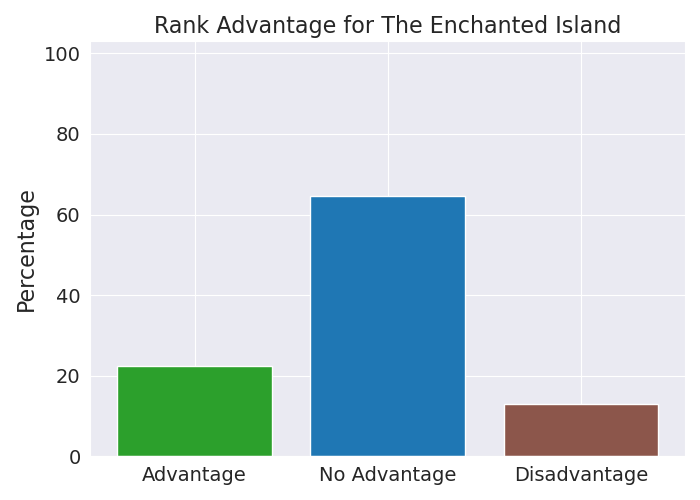 Rank Advantage for The Enchanted Island
Percentage
100
80
60
40
20
0
Advantage
No Advantage
Disadvantage